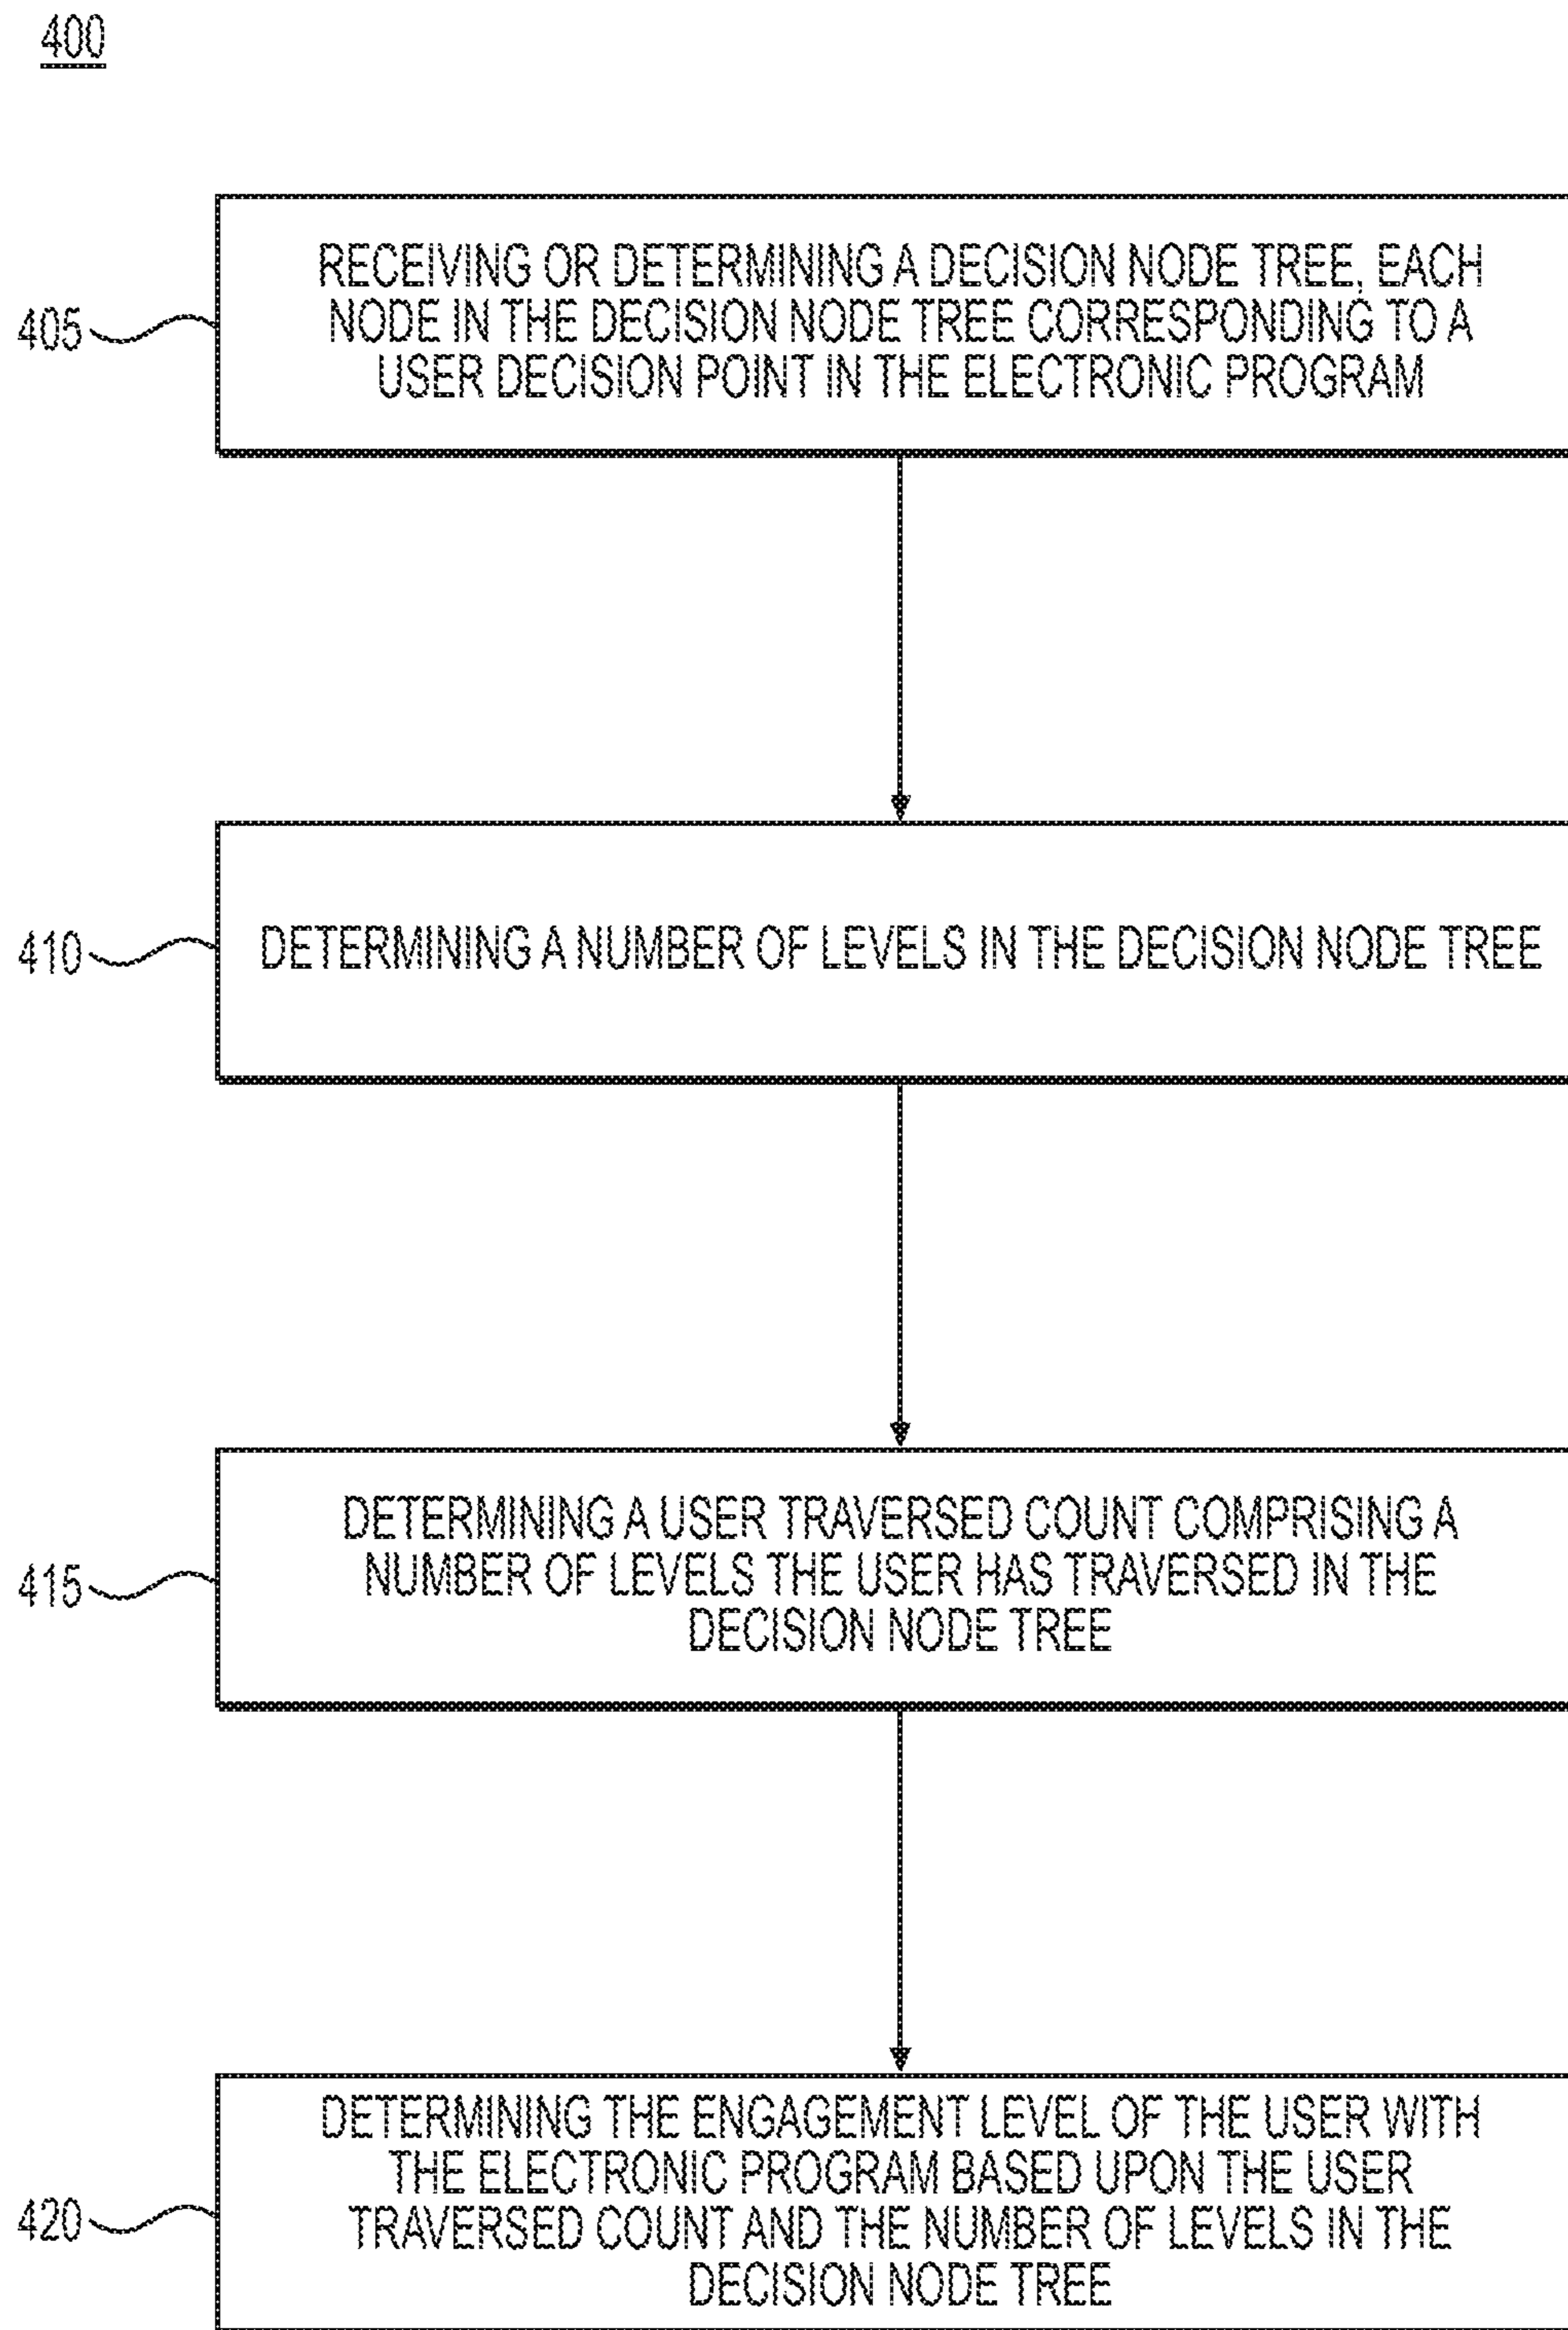 400
405
RECEIVING OR DETERMINING A DECISION NODE TREE, EACH
NODE IN THE DECISION NODE TREE CORRESPONDING TO A
USER DECISION POINT IN THE ELECTRONIC PROGRAM
410
DETERMINING A NUMBER OF LEVELS IN THE DECISION NODE TREE
415
DETERMINING A USER TRAVERSED COUNT COMPRISING A
NUMBER OF LEVELS THE USER HAS TRAVERSED IN THE
DECISION NODE TREE
420
DETERMINING THE ENGAGEMENT LEVEL OF THE USER WITH
THE ELECTRONIC PROGRAM BASED UPON THE USER
TRAVERSED COUNT AND THE NUMBER OF LEVELS IN THE
DECISION NODE TREE